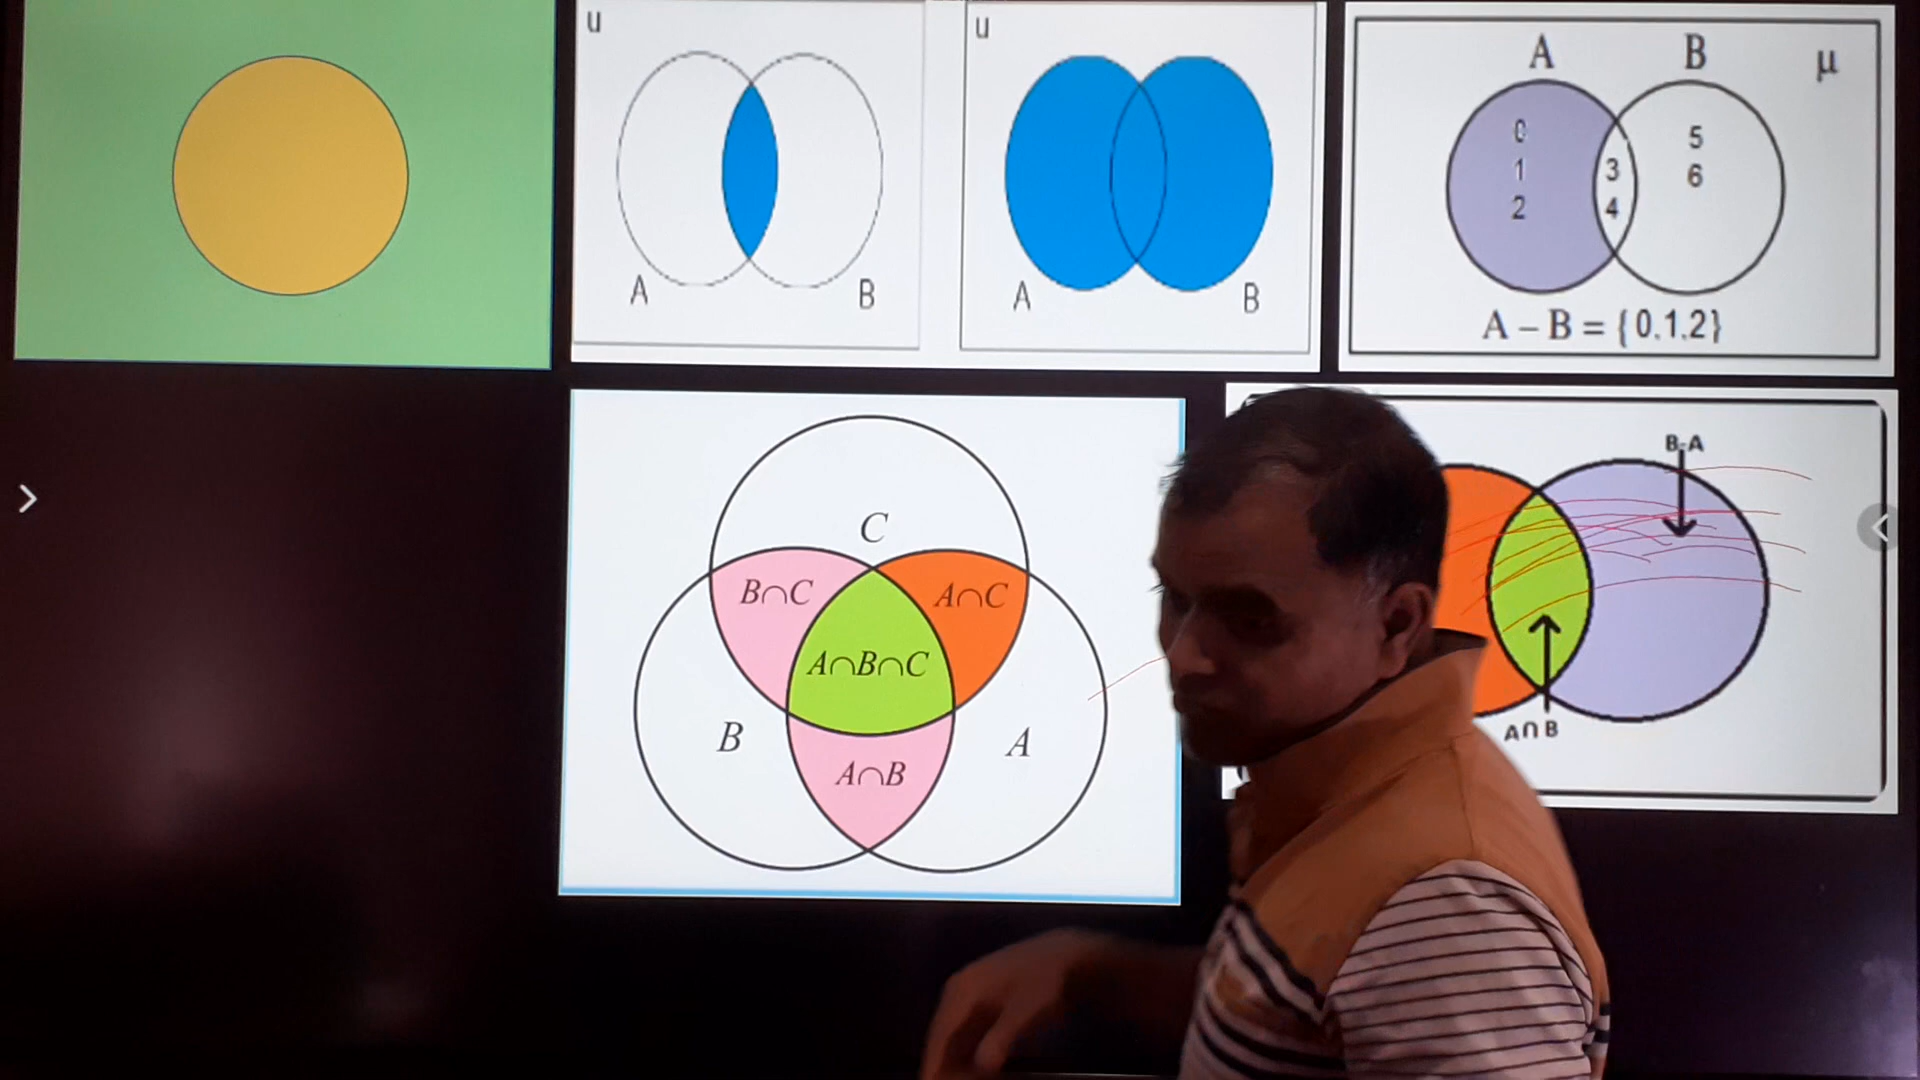 u
A B
u
A B
A B μ
0
1
2
3
4
5
6
A – B = {0,1,2}
C
B∩C A∩C
A∩B∩C
B A
A∩B
B-A
A∩B